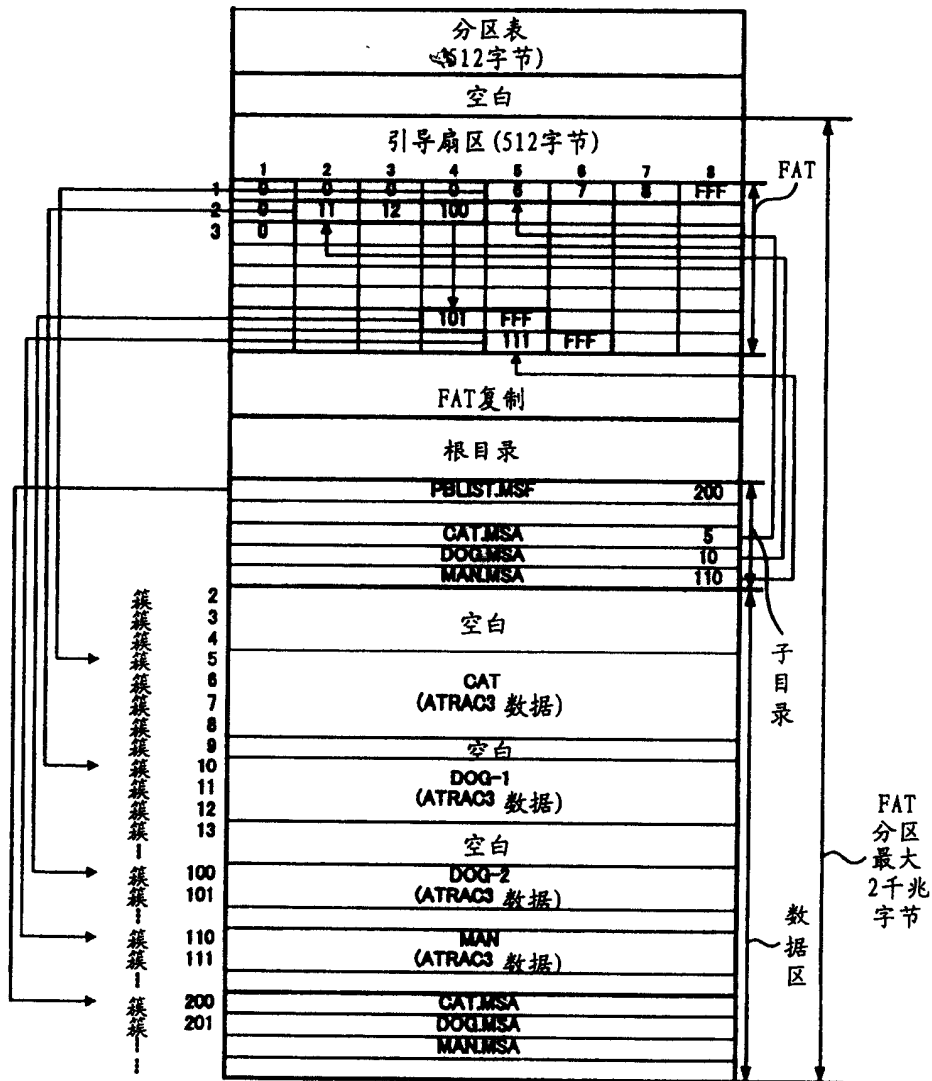 分区表
(512字节)
空白
引导扇区(512字节)
1 2 3 4 5 6 7 8
FAT
1 0 0 0 0 6 7 8 FFF
2 0 11 12 100
3 0
101 FFF
111 FFF
FAT复制
根目录
PBLIST.MSF 200
CAT.MSA 5
DOG.MSA 10
MAN.MSA 110
子目录
簇 2
簇 3
簇 4
空白
簇 5
簇 6
簇 7
簇 8
CAT
(ATRAC3 数据)
簇 9
空白
簇 10
簇 11
簇 12
DOG-1
(ATRAC3 数据)
簇 13
空白
簇 100
簇 101
DOG-2
(ATRAC3 数据)
簇 110
簇 111
MAN
(ATRAC3 数据)
簇 200
CAT.MSA
簇 201
DOG.MSA
MAN.MSA
数据区
FAT
分区
最大
2千兆
字节